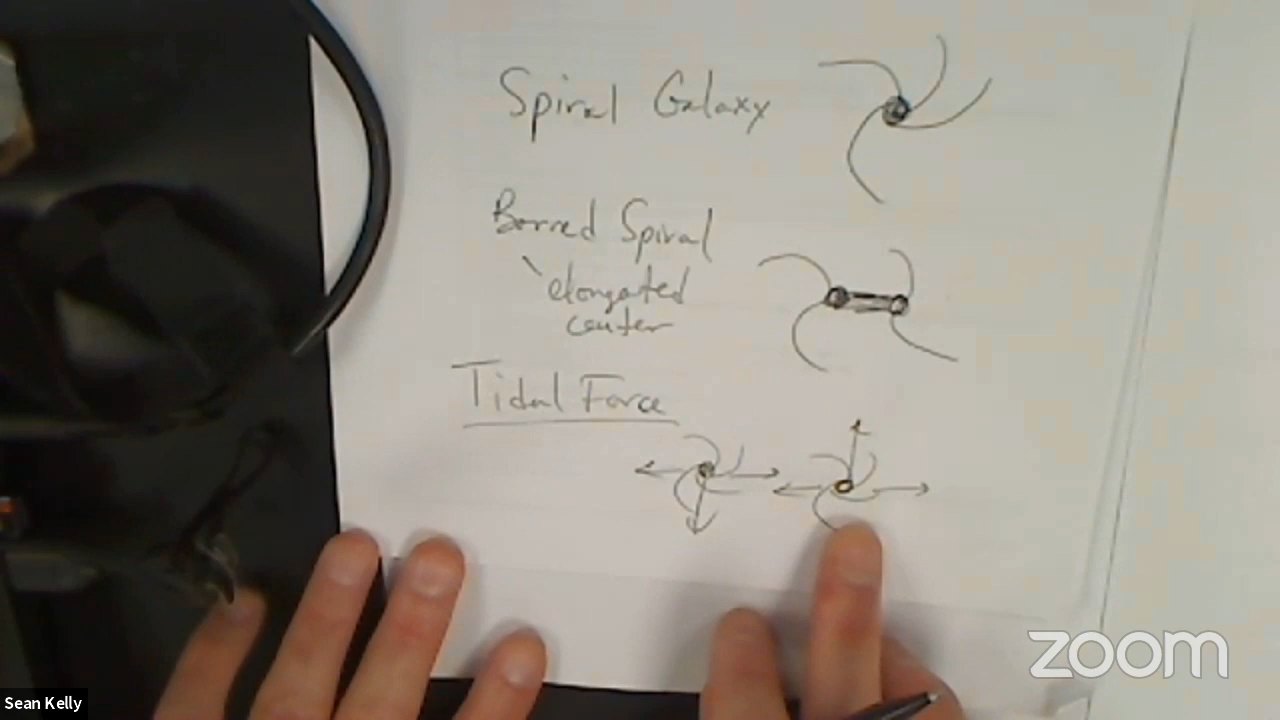 Spiral Galaxy
Barred Spiral
elongated
center
Tidal Force
zoom
Sean Kelly